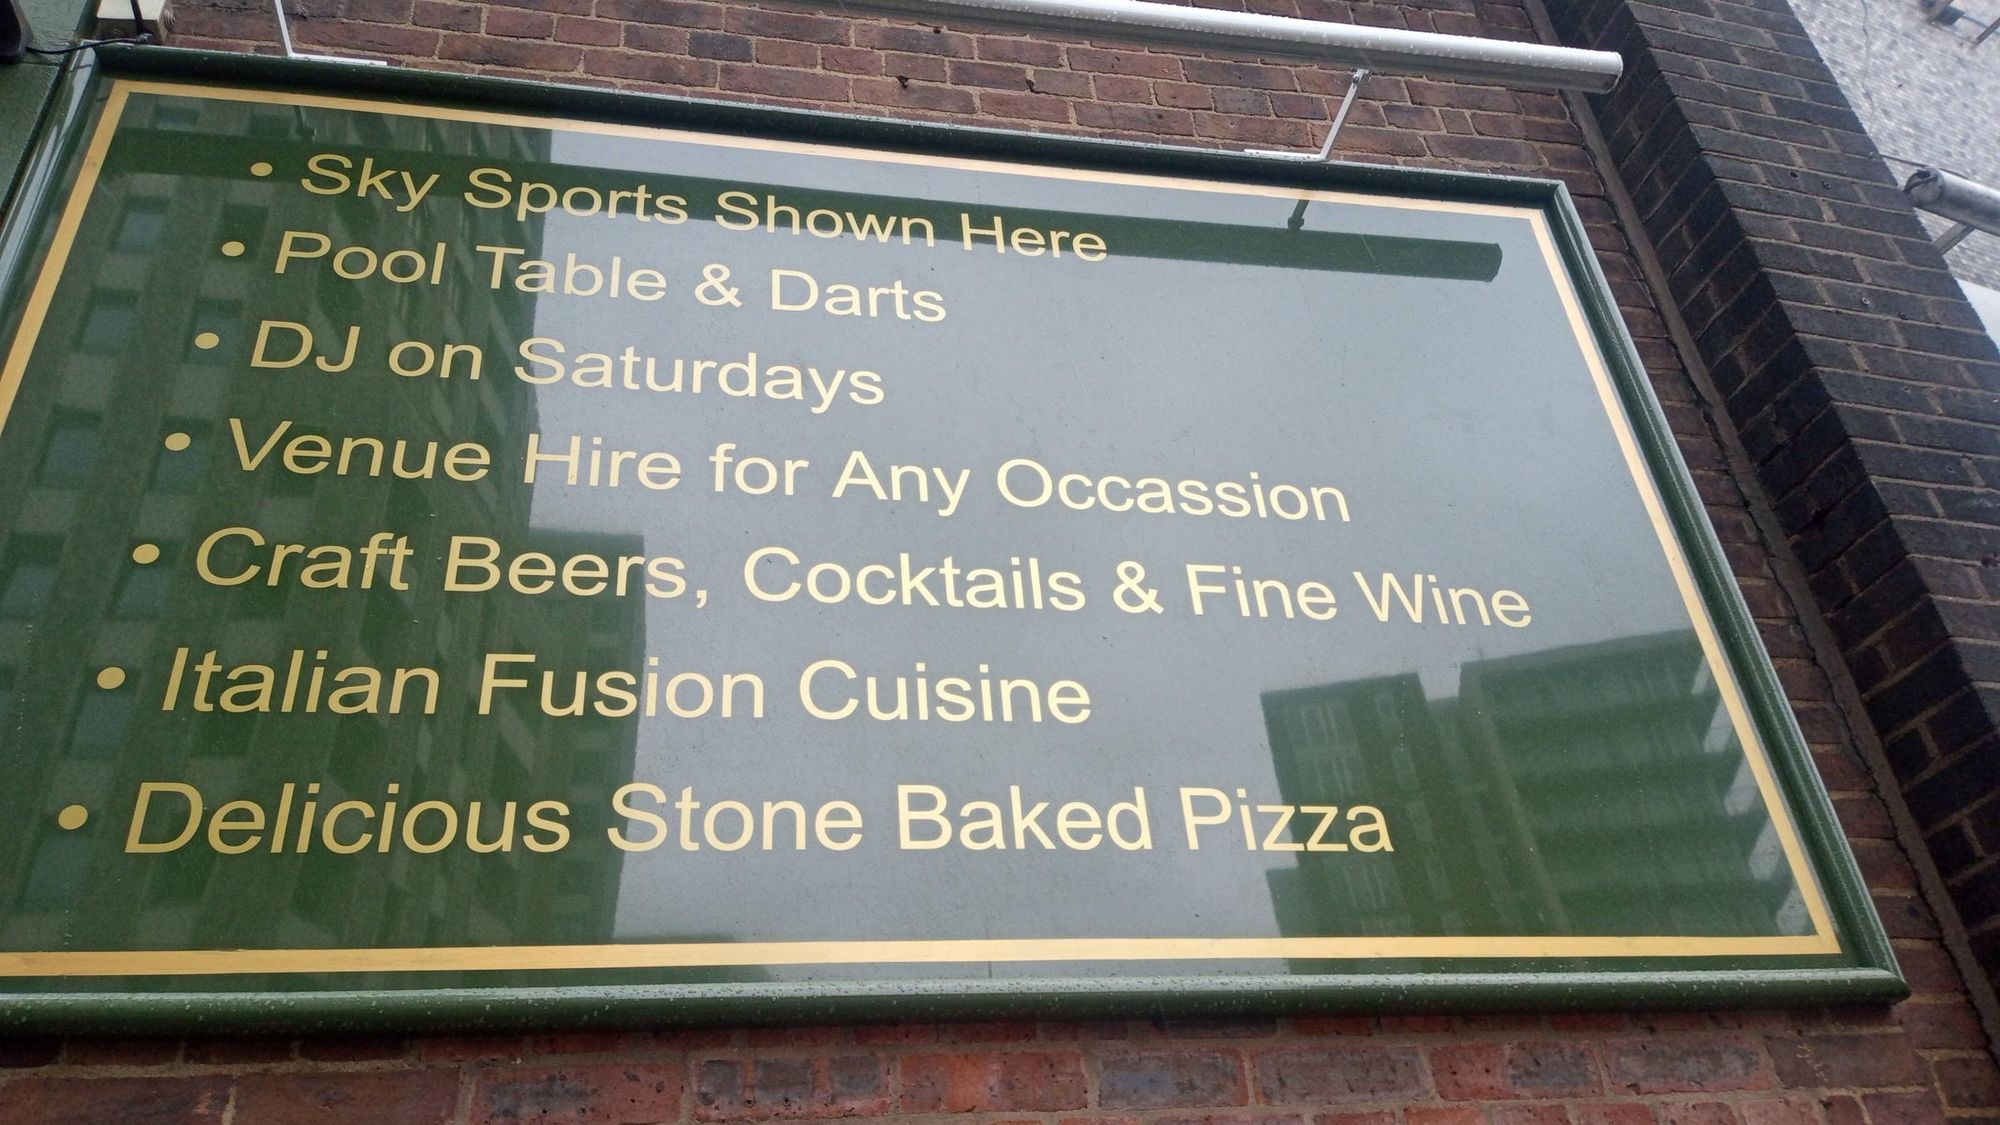 • Sky Sports Shown Here
• Pool Table & Darts
• DJ on Saturdays
• Venue Hire for Any Occassion
• Craft Beers, Cocktails & Fine Wine
• Italian Fusion Cuisine
• Delicious Stone Baked Pizza